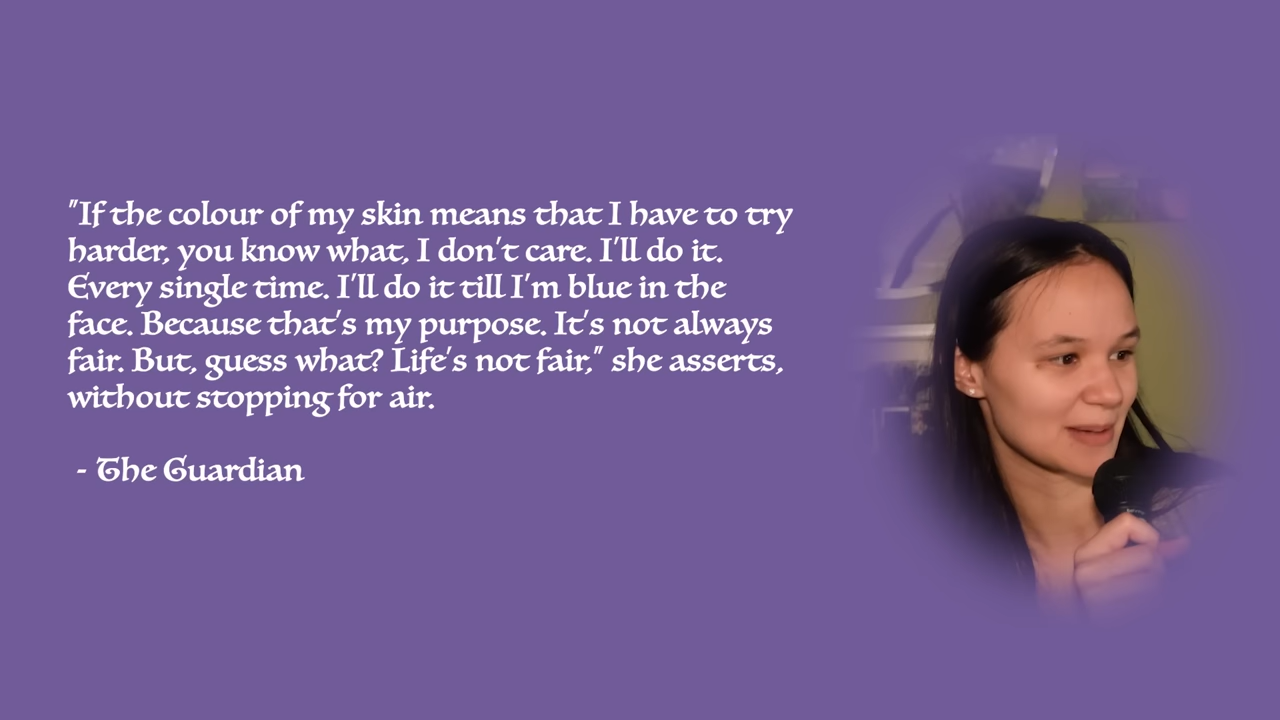 "If the colour of my skin means that I have to try
harder, you know what, I don't care. I'll do it.
Every single time. I'll do it till I'm blue in the
face. Because that's my purpose. It's not always
fair. But, guess what? Life's not fair," she asserts,
without stopping for air.
- The Guardian